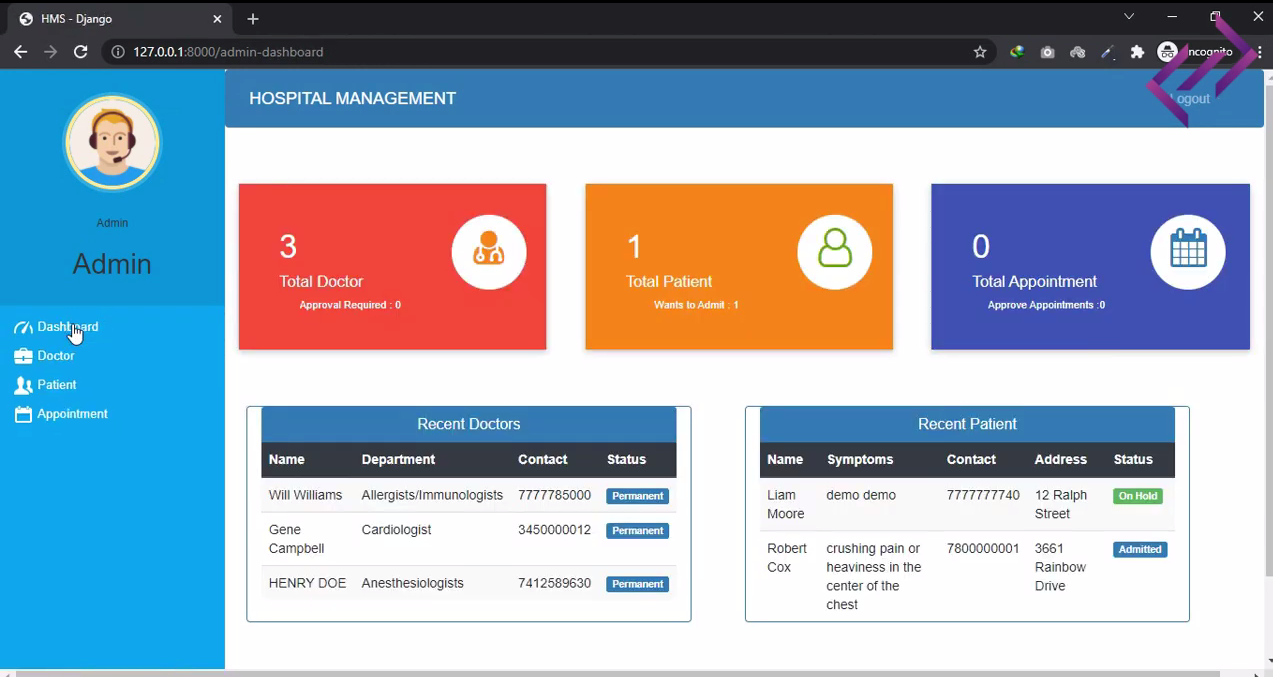 HMS - Django
127.0.0.1:8000/admin-dashboard
Incognito
HOSPITAL MANAGEMENT
Logout
Admin
Admin
Dashboard
Doctor
Patient
Appointment
3
Total Doctor
Approval Required : 0
1
Total Patient
Wants to Admit : 1
0
Total Appointment
Approve Appointments :0
Recent Doctors
Name Department Contact Status
Will Williams Allergists/Immunologists 7777785000 Permanent
Gene Cardiologist 3450000012 Permanent
Campbell
HENRY DOE Anesthesiologists 7412589630 Permanent
Recent Patient
Name Symptoms Contact Address Status
Liam demo demo 7777777740 12 Ralph On Hold
Moore Street
Robert crushing pain or 7800000001 3661 Admitted
Cox heaviness in the Rainbow
center of the Drive
chest